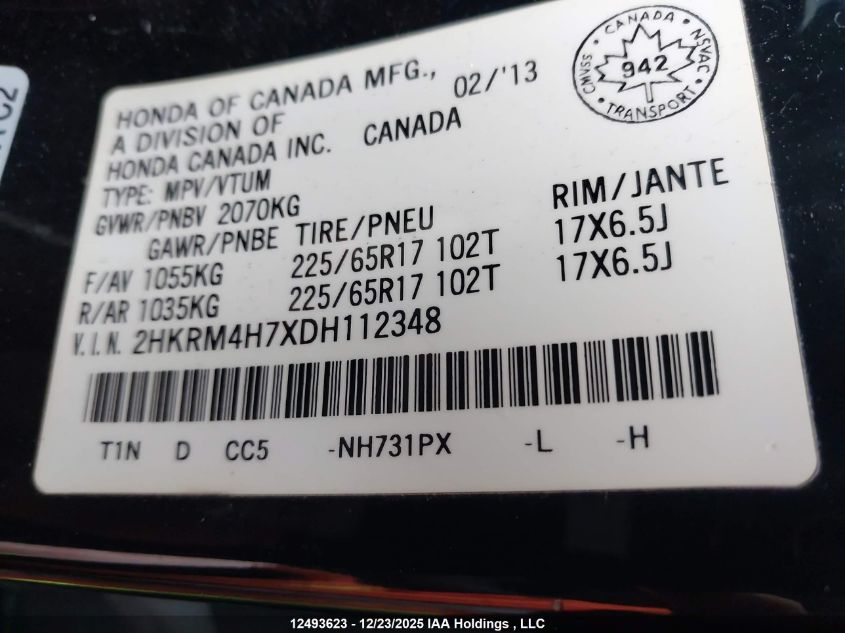 HONDA OF CANADA MFG., 02/'13
A DIVISION OF
HONDA CANADA INC. CANADA
TYPE: MPV/VTUM
GVWR/PNBV 2070KG
GAWR/PNBE TIRE/PNEU RIM/JANTE
F/AV 1055KG 225/65R17 102T 17X6.5J
R/AR 1035KG 225/65R17 102T 17X6.5J
V.I.N. 2HKRM4H7XDH112348
T1N D CC5 -NH731PX -L -H
CANADA
CMVSS 942 NSVAC
TRANSPORT
12493623 - 12/23/2025 IAA Holdings , LLC